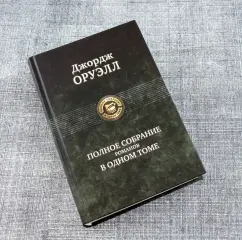 Джордж
ОРУЭЛЛ
ПОЛНОЕ СОБРАНИЕ
РОМАНОВ
В ОДНОМ ТОМЕ